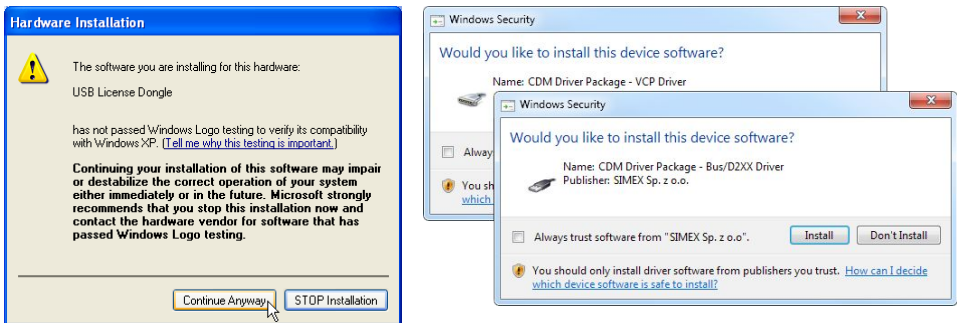 Hardware Installation
The software you are installing for this hardware:
USB License Dongle
has not passed Windows Logo testing to verify its compatibility
with Windows XP. (Tell me why this testing is important.)
Continuing your installation of this software may impair
or destabilize the correct operation of your system
either immediately or in the future. Microsoft strongly
recommends that you stop this installation now and
contact the hardware vendor for software that has
passed Windows Logo testing.
Continue Anyway
STOP Installation
Windows Security
Would you like to install this device software?
Name: CDM Driver Package - VCP Driver
Alway
You sh
which
Windows Security
Would you like to install this device software?
Name: CDM Driver Package - Bus/D2XX Driver
Publisher: SIMEX Sp. z o.o.
Always trust software from "SIMEX Sp. z o.o".
Install
Don't Install
You should only install driver software from publishers you trust. How can I decide
which device software is safe to install?